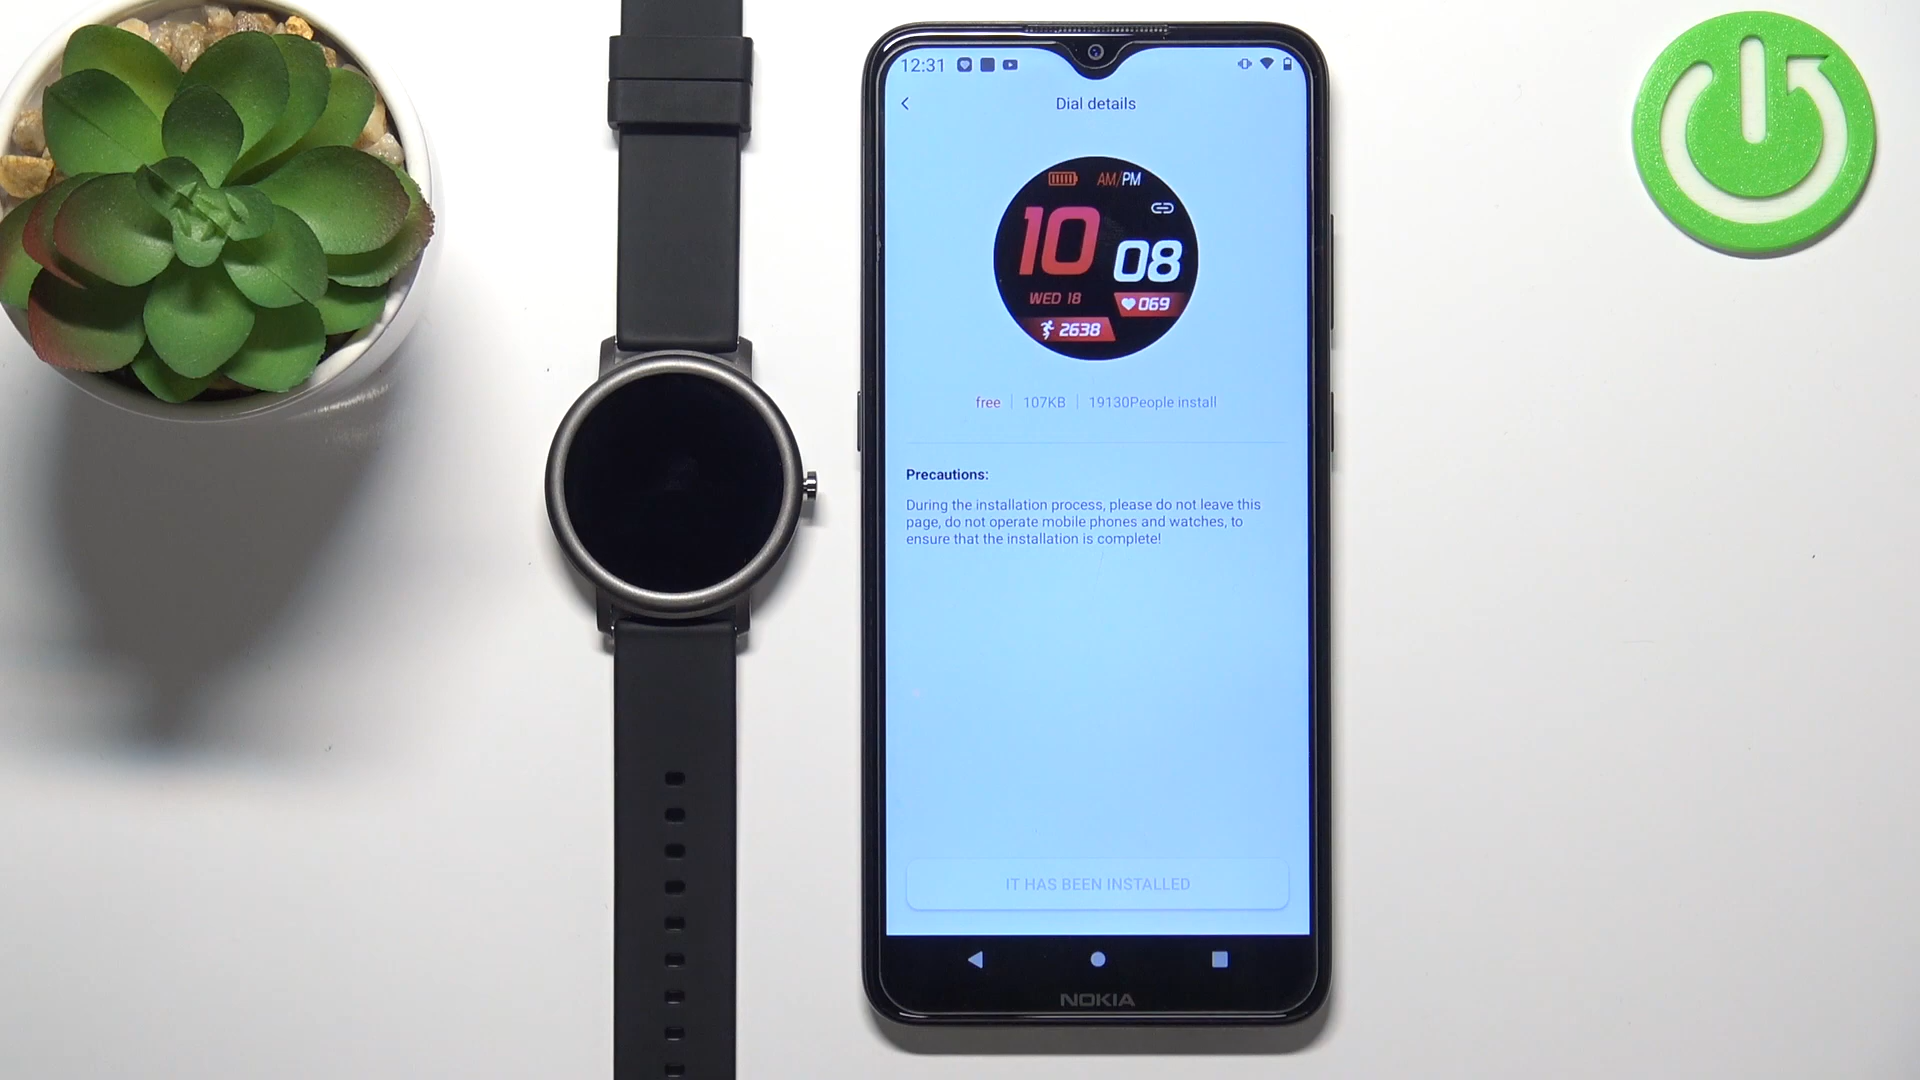 12:31
Dial details
AM/PM
10
08
WED 18
069
2638
free | 107KB | 19130People install
Precautions:
During the installation process, please do not leave this
page, do not operate mobile phones and watches, to
ensure that the installation is complete!
IT HAS BEEN INSTALLED
NOKIA